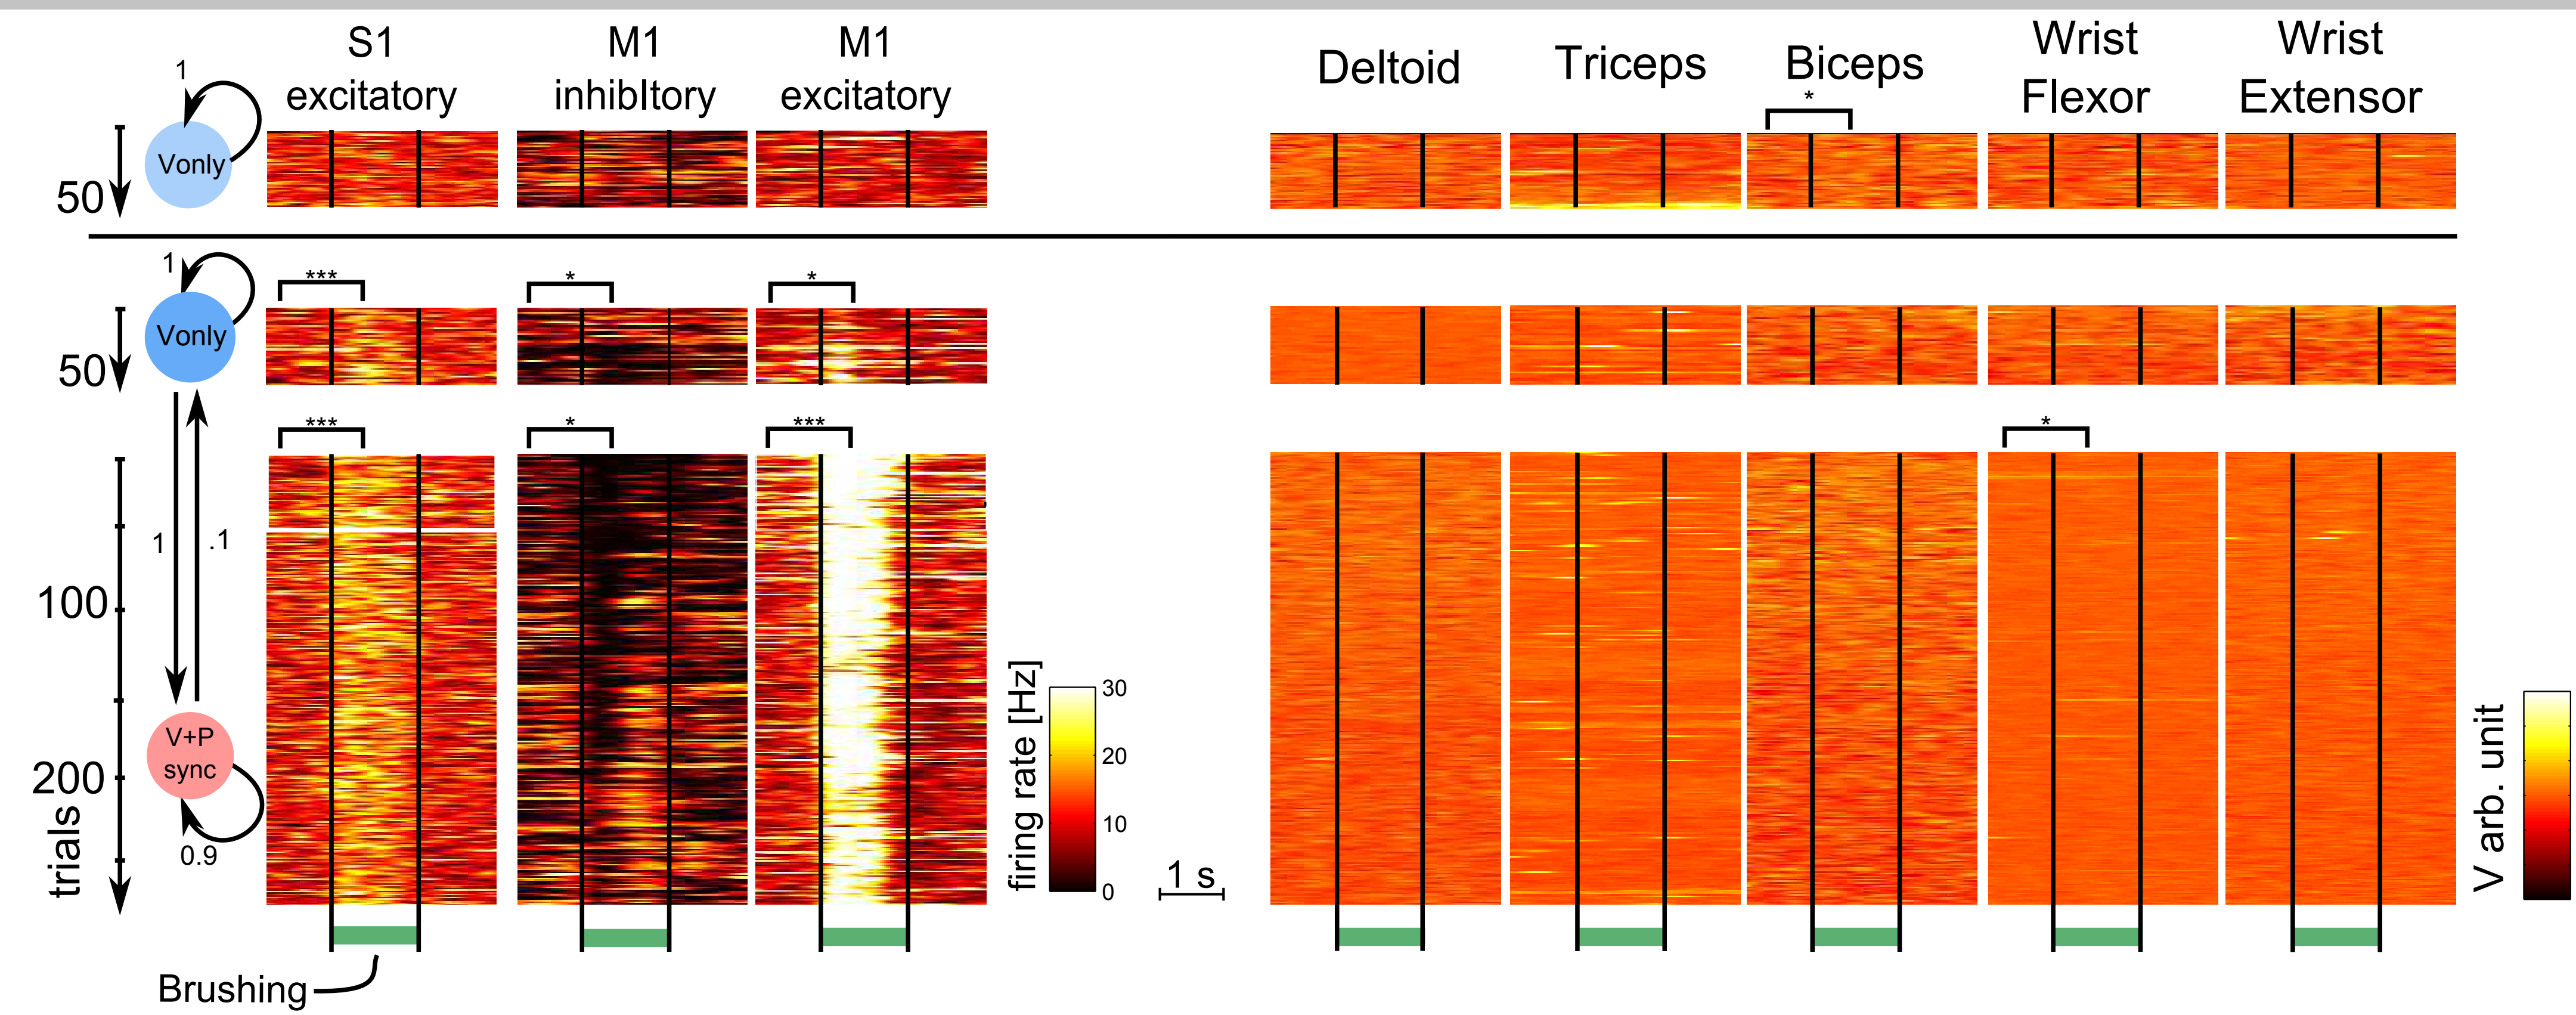 S1
excitatory
M1
inhibItory
M1
excitatory
Deltoid
Triceps
Biceps
Wrist
Flexor
Wrist
Extensor
*
1
Vonly
50
1
Vonly
50
***
*
*
***
*
***
*
1
.1
100
V+P
sync
200
0.9
trials
firing rate [Hz]
30
20
10
0
1 s
V arb. unit
Brushing